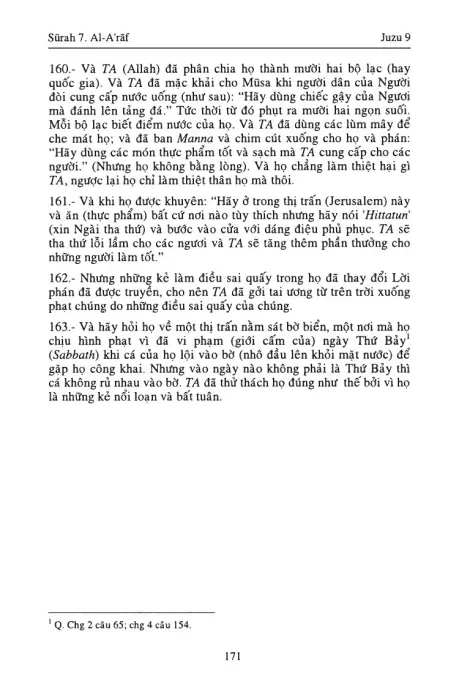 Sūrah 7. Al-A'rāf Juzu 9
160.- Và TA (Allah) đã phân chia họ thành mười hai bộ lạc (hay
quốc gia). Và TA đã mặc khải cho Mūsa khi người dân của Người
đòi cung cấp nước uống (như sau): “Hãy dùng chiếc gậy của Ngươi
mà đánh lên tảng đá.” Tức thời từ đó phụt ra mười hai ngọn suối.
Mỗi bộ lạc biết điểm nước của họ. Và TA đã dùng các lùm mây để
che mát họ; và đã ban Manna và chim cút xuống cho họ và phán:
“Hãy dùng các món thực phẩm tốt và sạch mà TA cung cấp cho các
người.” (Nhưng họ không bằng lòng). Và họ chẳng làm thiệt hại gì
TA, ngược lại họ chỉ làm thiệt thân họ mà thôi.
161.- Và khi họ được khuyên: “Hãy ở trong thị trấn (Jerusalem) này
và ăn (thực phẩm) bất cứ nơi nào tùy thích nhưng hãy nói 'Hittatun'
(xin Ngài tha thứ) và bước vào cửa với dáng điệu phủ phục. TA sẽ
tha thứ lỗi lầm cho các ngươi và TA sẽ tăng thêm phần thưởng cho
những người làm tốt.”
162.- Nhưng những kẻ làm điều sai quấy trong họ đã thay đổi Lời
phán đã được truyền, cho nên TA đã gởi tai ương từ trên trời xuống
phạt chúng do những điều sai quấy của chúng.
163.- Và hãy hỏi họ về một thị trấn nằm sát bờ biển, một nơi mà họ
chịu hình phạt vì đã vi phạm (giới cấm của) ngày Thứ Bảy¹
(Sabbath) khi cá của họ lội vào bờ (nhô đầu lên khỏi mặt nước) để
gặp họ công khai. Nhưng vào ngày nào không phải là Thứ Bảy thì
cá không rủ nhau vào bờ. TA đã thử thách họ đúng như thế bởi vì họ
là những kẻ nổi loạn và bất tuân.
¹ Q. Chg 2 câu 65; chg 4 câu 154.
171